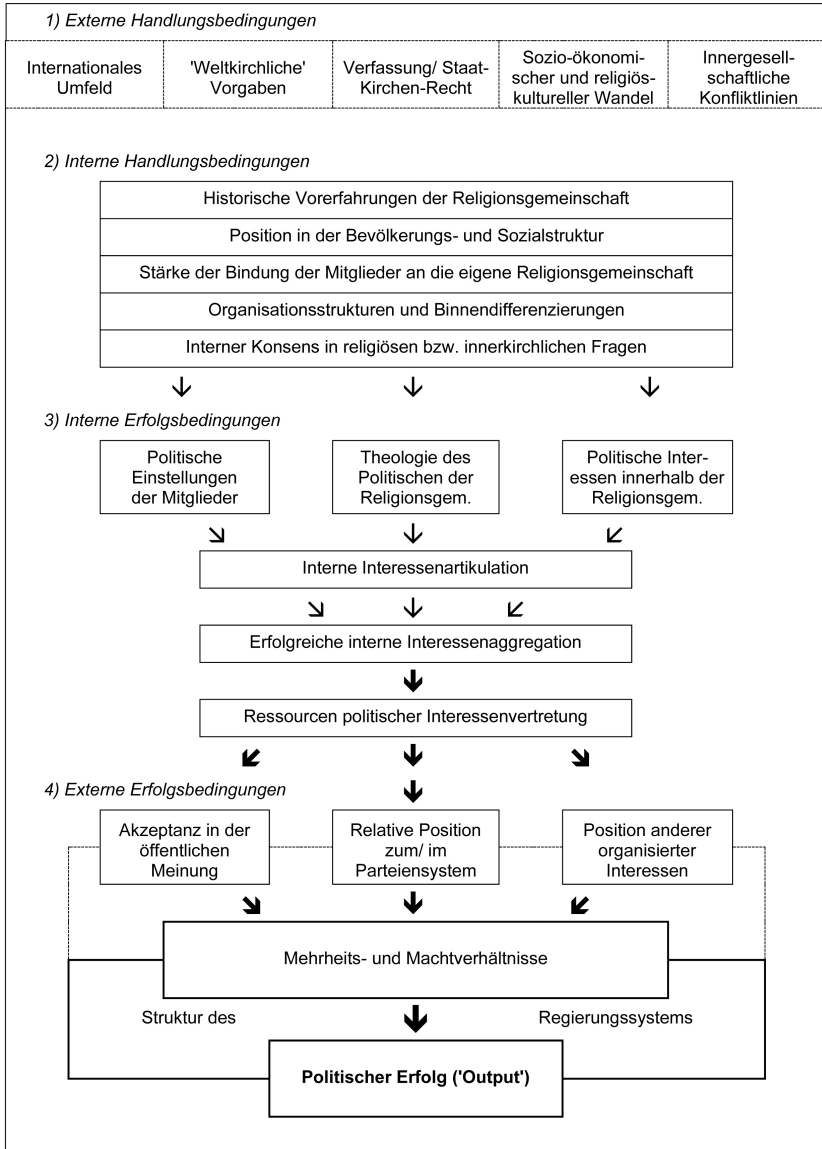 1) Externe Handlungsbedingungen
Internationales
Umfeld
'Weltkirchliche'
Vorgaben
Verfassung/ Staat-
Kirchen-Recht
Sozio-ökonomi-
scher und religiös-
kultureller Wandel
Innergesell-
schaftliche
Konfliktlinien
2) Interne Handlungsbedingungen
Historische Vorerfahrungen der Religionsgemeinschaft
Position in der Bevölkerungs- und Sozialstruktur
Stärke der Bindung der Mitglieder an die eigene Religionsgemeinschaft
Organisationsstrukturen und Binnendifferenzierungen
Interner Konsens in religiösen bzw. innerkirchlichen Fragen
3) Interne Erfolgsbedingungen
Politische
Einstellungen
der Mitglieder
Theologie des
Politischen der
Religionsgem.
Politische Inter-
essen innerhalb der
Religionsgem.
Interne Interessenartikulation
Erfolgreiche interne Interessenaggregation
Ressourcen politischer Interessenvertretung
4) Externe Erfolgsbedingungen
Akzeptanz in der
öffentlichen
Meinung
Relative Position
zum/ im
Parteiensystem
Position anderer
organisierter
Interessen
Mehrheits- und Machtverhältnisse
Struktur des
Regierungssystems
Politischer Erfolg ('Output')